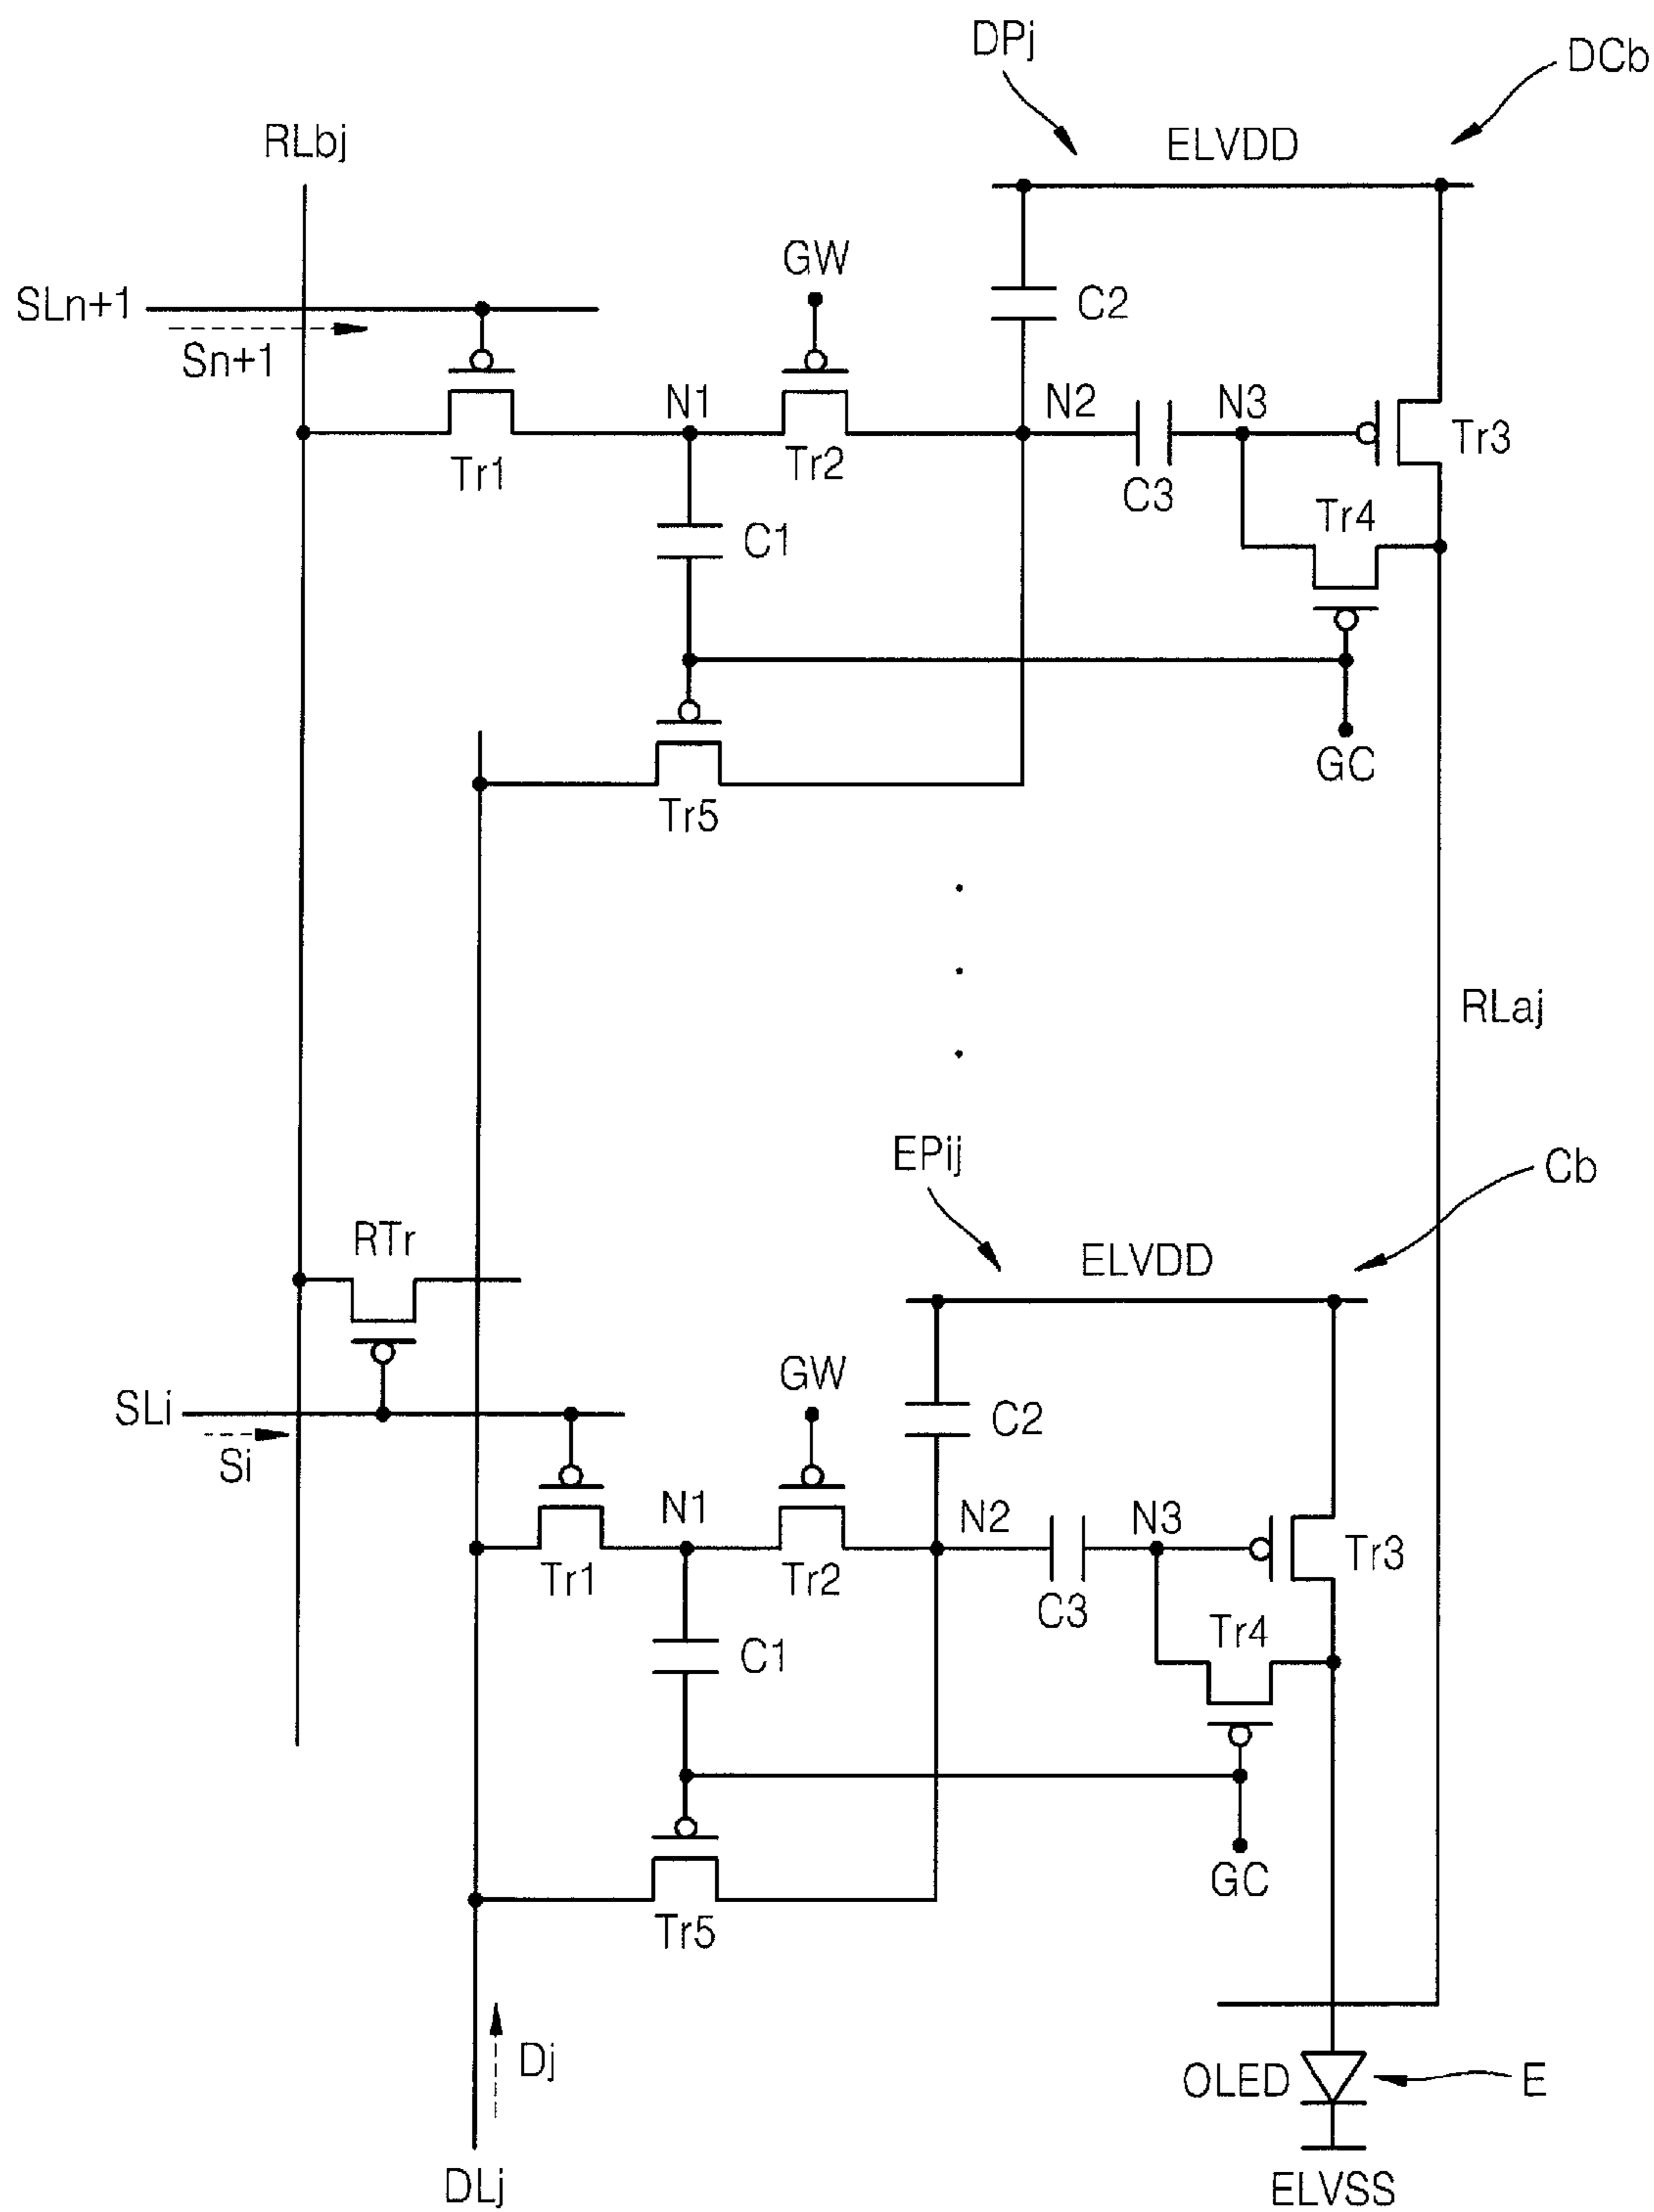 DPj
DCb
RLbj
ELVDD
GW
SLn+1
C2
Sn+1
N1
N2
N3
Tr3
Tr1
Tr2
C3
Tr4
C1
GC
Tr5
RLaj
EPij
Cb
RTr
ELVDD
GW
SLi
C2
Si
N1
N2
N3
Tr3
Tr1
Tr2
C3
Tr4
C1
GC
Tr5
Dj
OLED
E
DLj
ELVSS